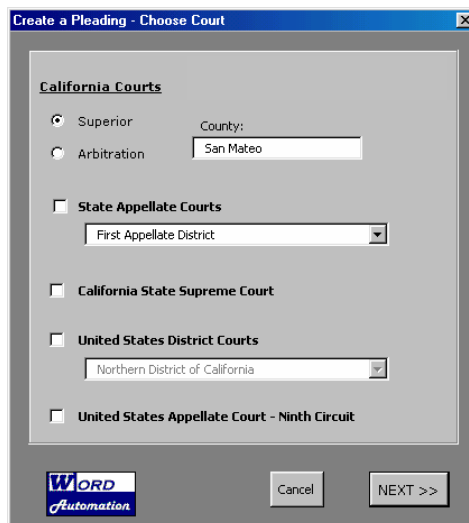 Create a Pleading - Choose Court
California Courts
Superior
County:
San Mateo
Arbitration
State Appellate Courts
First Appellate District
California State Supreme Court
United States District Courts
Northern District of California
United States Appellate Court - Ninth Circuit
WORD
Automation
Cancel
NEXT >>